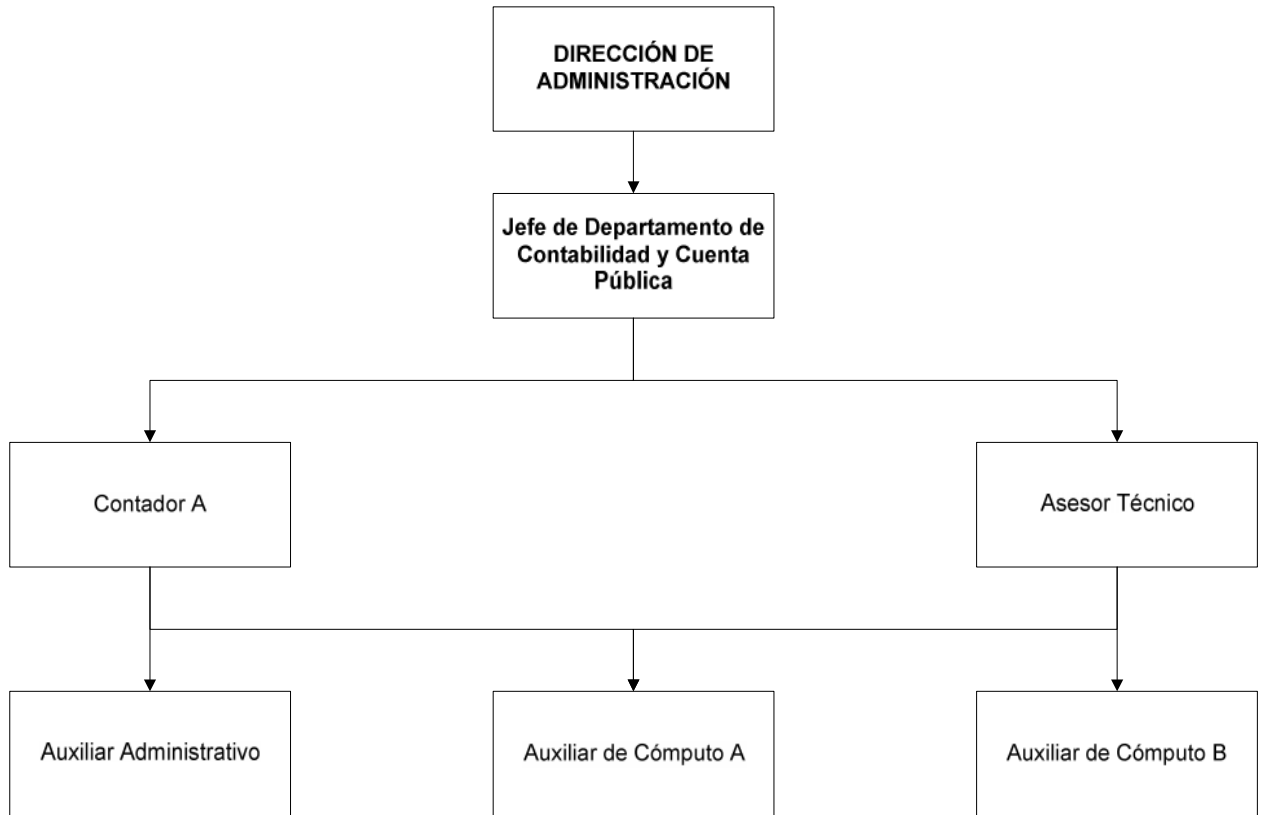 DIRECCIÓN DE
ADMINISTRACIÓN
Jefe de Departamento de
Contabilidad y Cuenta
Pública
Contador A
Asesor Técnico
Auxiliar Administrativo
Auxiliar de Cómputo A
Auxiliar de Cómputo B